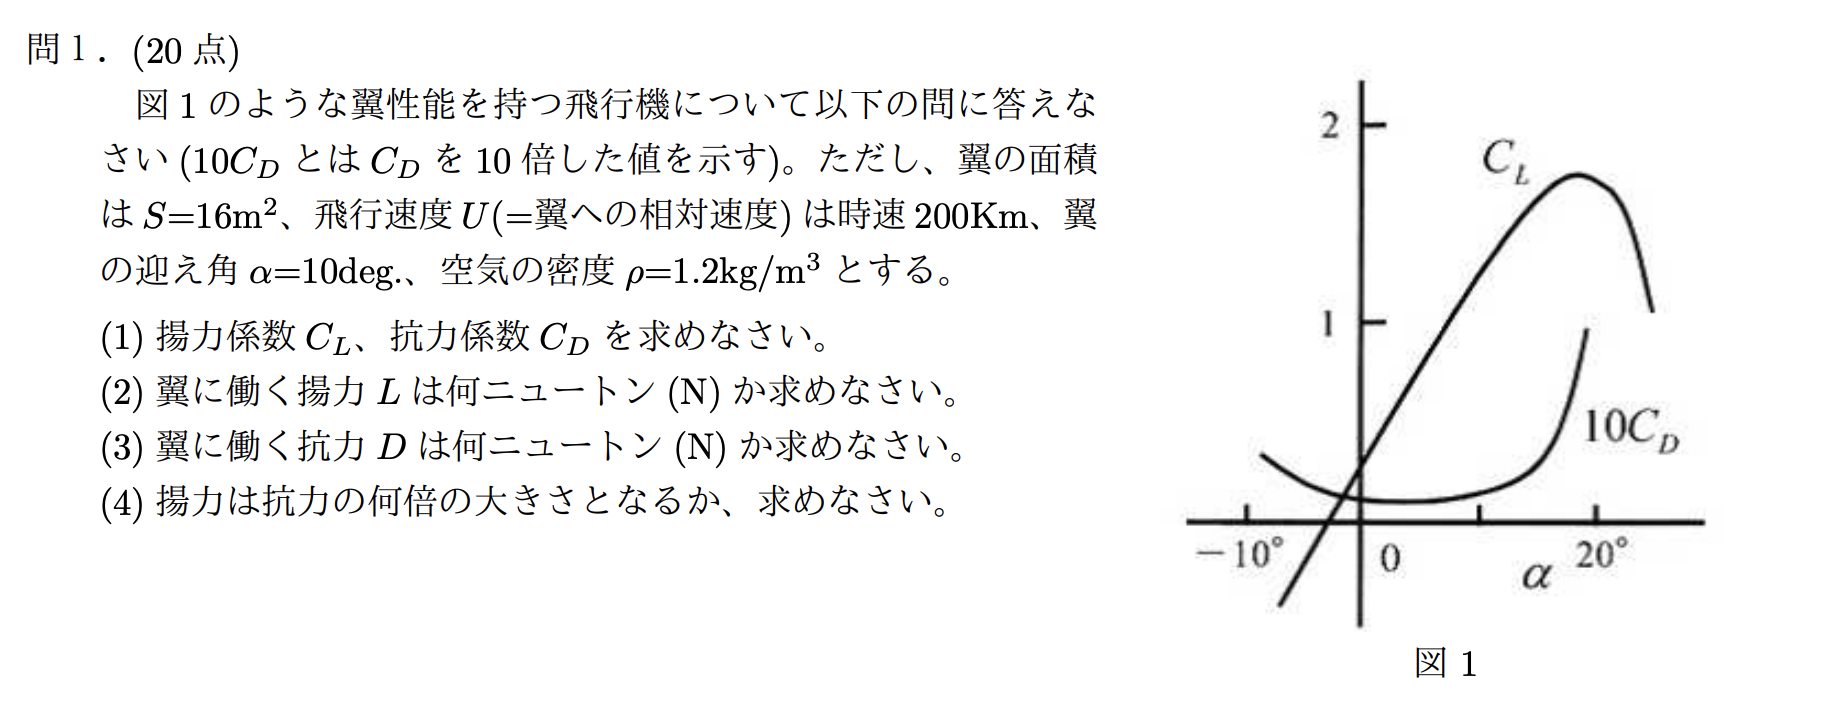 問1. (20 点)
図 1 のような翼性能を持つ飛行機について以下の問に答えな
さい (10C_D とは C_D を 10 倍した値を示す)。ただし、翼の面積
は S=16m²、飛行速度 U(=翼への相対速度) は時速 200Km、翼
の迎え角 α=10deg.、空気の密度 ρ=1.2kg/m³ とする。
(1) 揚力係数 C_L、抗力係数 C_D を求めなさい。
(2) 翼に働く揚力 L は何ニュートン (N) か求めなさい。
(3) 翼に働く抗力 D は何ニュートン (N) か求めなさい。
(4) 揚力は抗力の何倍の大きさとなるか、求めなさい。
2
C_L
1
10C_D
−10°
0
α
20°
図 1